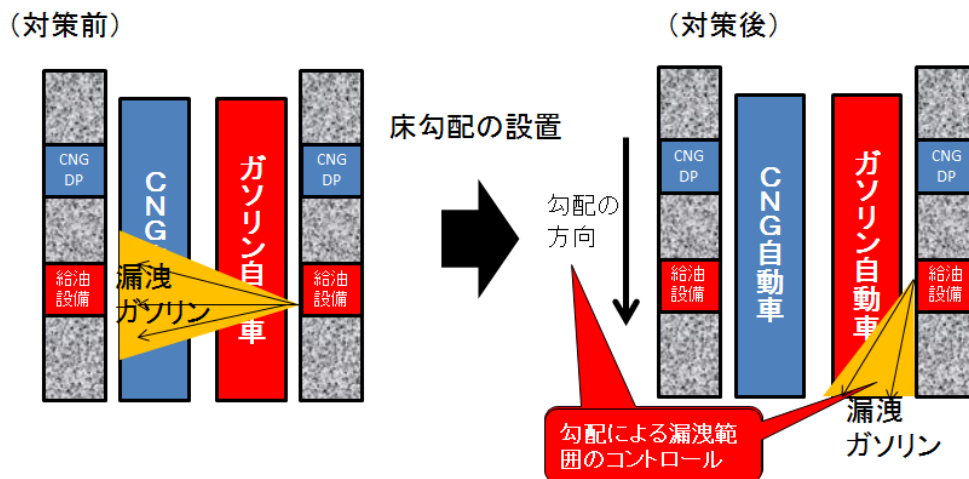 （対策前）
（対策後）
床勾配の設置
CNG
DP
給油
設備
CNG
ガソリン自
車
CNG
DP
給油
設備
漏洩
ガソリン
勾配の
方向
CNG
DP
給油
設備
CNG自動車
ガソリン自動車
CNG
DP
給油
設備
漏洩
ガソリン
勾配による漏洩範
囲のコントロール